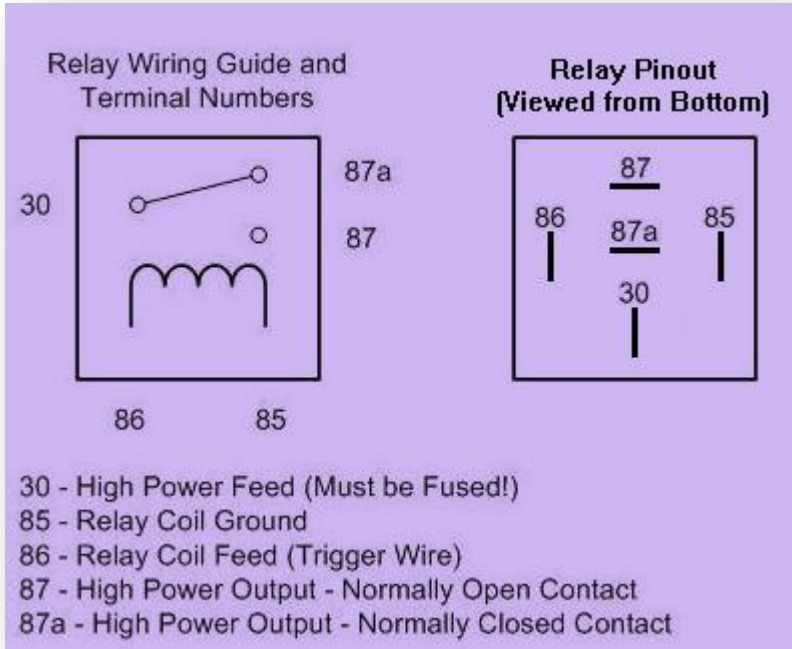 Relay Wiring Guide and
Terminal Numbers
30
87a
87
86
85
Relay Pinout
(Viewed from Bottom)
87
86
87a
85
30
30 - High Power Feed (Must be Fused!)
85 - Relay Coil Ground
86 - Relay Coil Feed (Trigger Wire)
87 - High Power Output - Normally Open Contact
87a - High Power Output - Normally Closed Contact